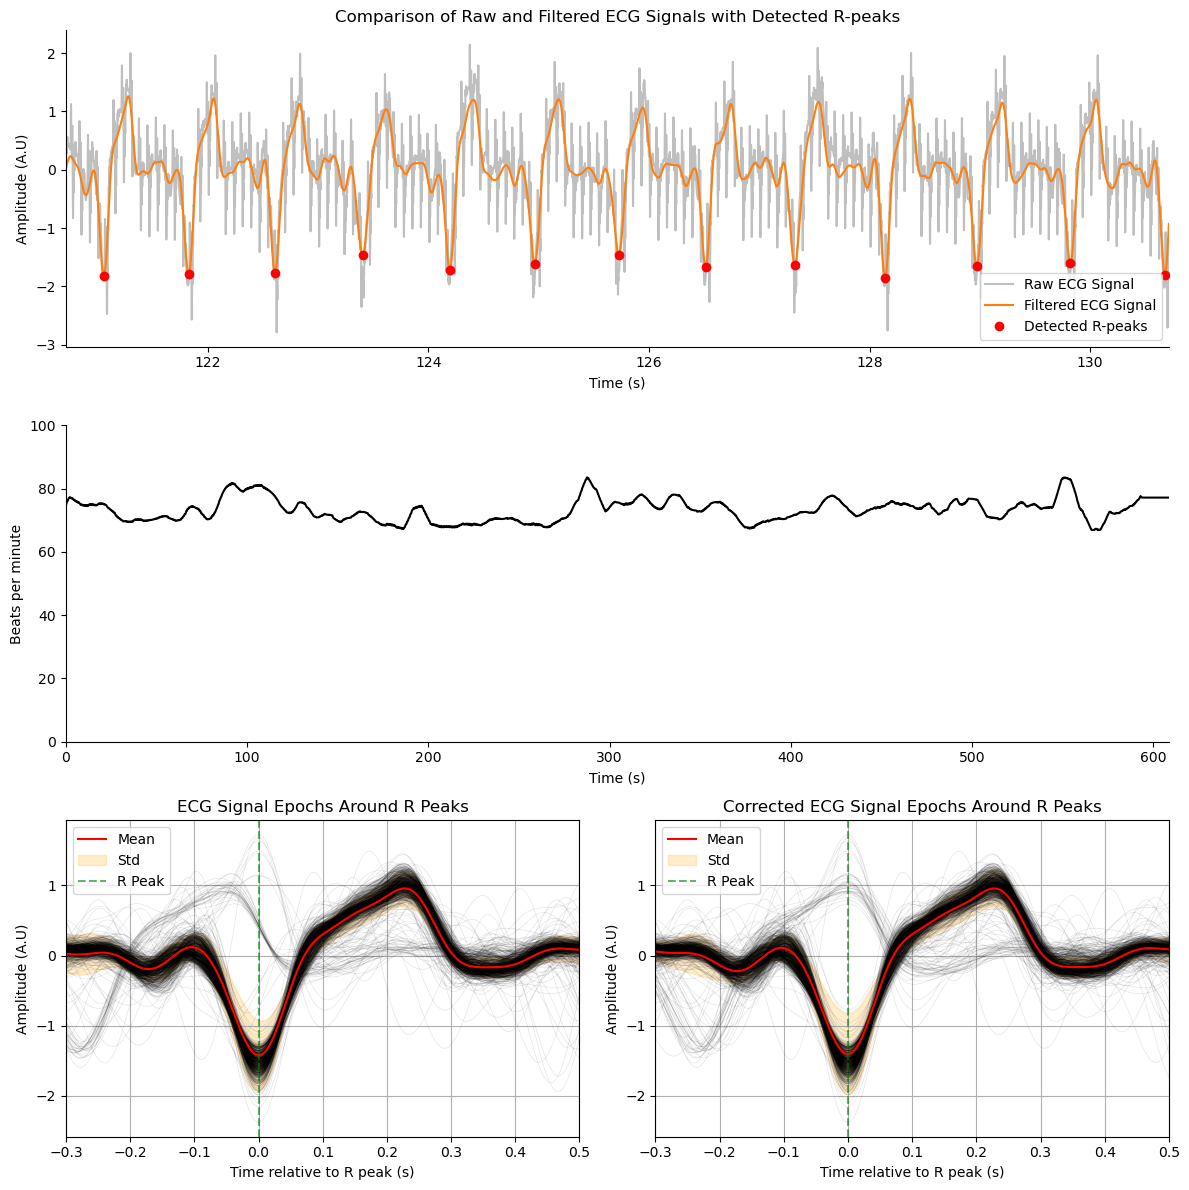 Comparison of Raw and Filtered ECG Signals with Detected R-peaks
2
1
0
−1
−2
−3
Amplitude (A.U)
Raw ECG Signal
Filtered ECG Signal
Detected R-peaks
122 124 126 128 130
Time (s)
100
80
60
40
20
0
Beats per minute
0 100 200 300 400 500 600
Time (s)
ECG Signal Epochs Around R Peaks
Mean
Std
R Peak
1
0
−1
−2
Amplitude (A.U)
−0.3 −0.2 −0.1 0.0 0.1 0.2 0.3 0.4 0.5
Time relative to R peak (s)
Corrected ECG Signal Epochs Around R Peaks
Mean
Std
R Peak
1
0
−1
−2
Amplitude (A.U)
−0.3 −0.2 −0.1 0.0 0.1 0.2 0.3 0.4 0.5
Time relative to R peak (s)